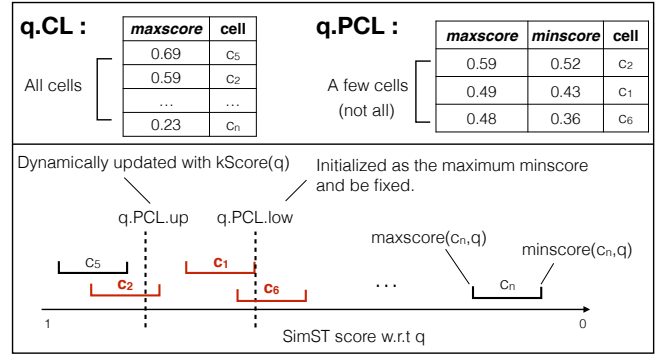 q.CL :
maxscore cell
0.69 c5
0.59 c2
... ...
0.23 cn
All cells
q.PCL :
maxscore minscore cell
0.59 0.52 c2
0.49 0.43 c1
0.48 0.36 c6
A few cells
(not all)
Dynamically updated with kScore(q)
Initialized as the maximum minscore
and be fixed.
q.PCL.up
q.PCL.low
maxscore(cn,q)
minscore(cn,q)
c5
c2
c1
c6
...
cn
1
0
SimST score w.r.t q